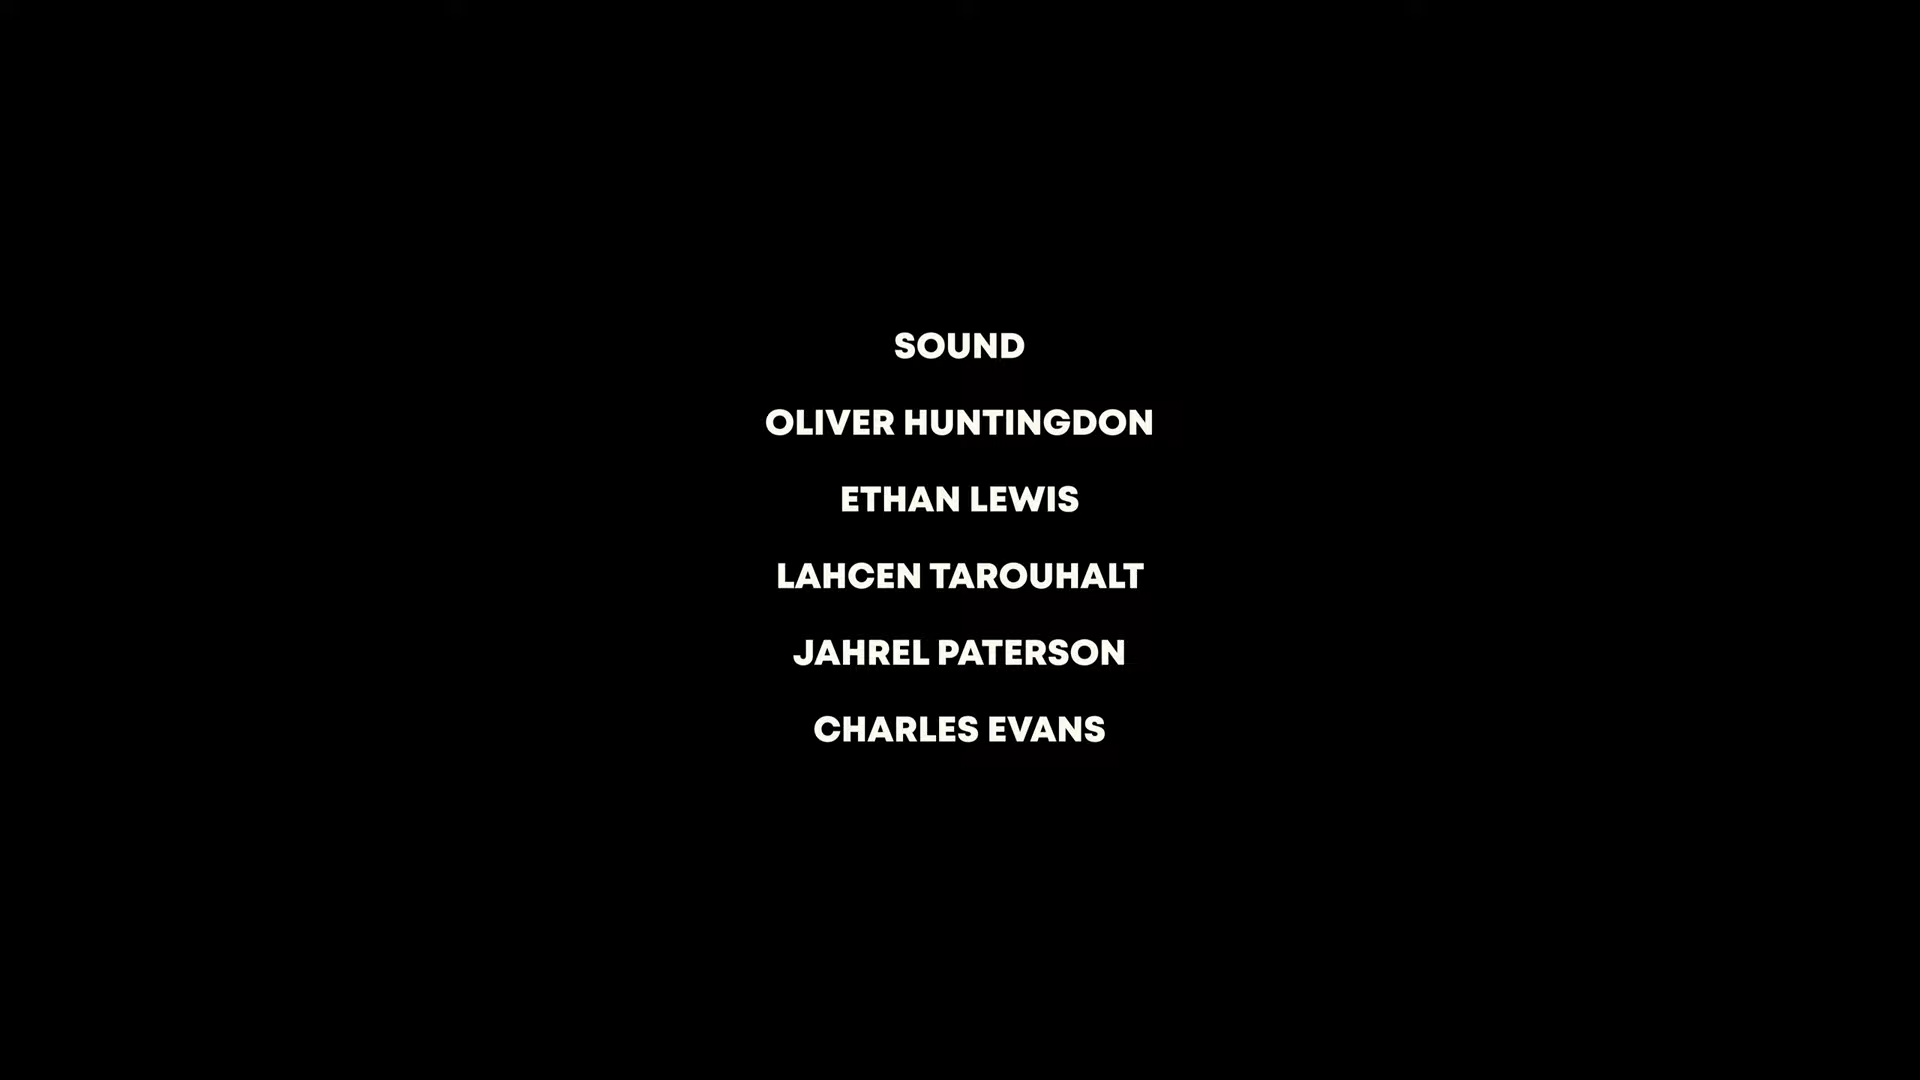 SOUND
OLIVER HUNTINGDON
ETHAN LEWIS
LAHCEN TAROUHALT
JAHREL PATERSON
CHARLES EVANS